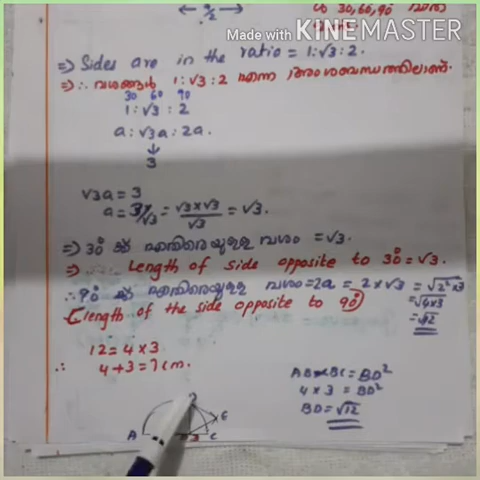 a/2
ം 30, 60, 90
Made with KINEMASTER
=) Sides are in the ratio = 1:√3:2.
=) ∴ വശങ്ങൾ 1:√3:2 എന്ന അംശബന്ധത്തിലാണ്.
30 60 90
1:√3:2
a:√3a:2a.
↓
3
√3a = 3
a = 3/√3 = √3×√3/√3 = √3.
=) 30° ക്ക് എതിരെയുള്ള വശം = √3.
=) Length of side opposite to 30° = √3.
∴ 90° ക്ക് എതിരെയുള്ള വശം = 2a = 2×√3 = √2²×3
= √4×3
= √12
(length of the side opposite to 90°)
12 = 4×3
∴ 4+3 = 7cm.
AB×BC = BD²
4×3 = BD²
BD = √12
E
A C